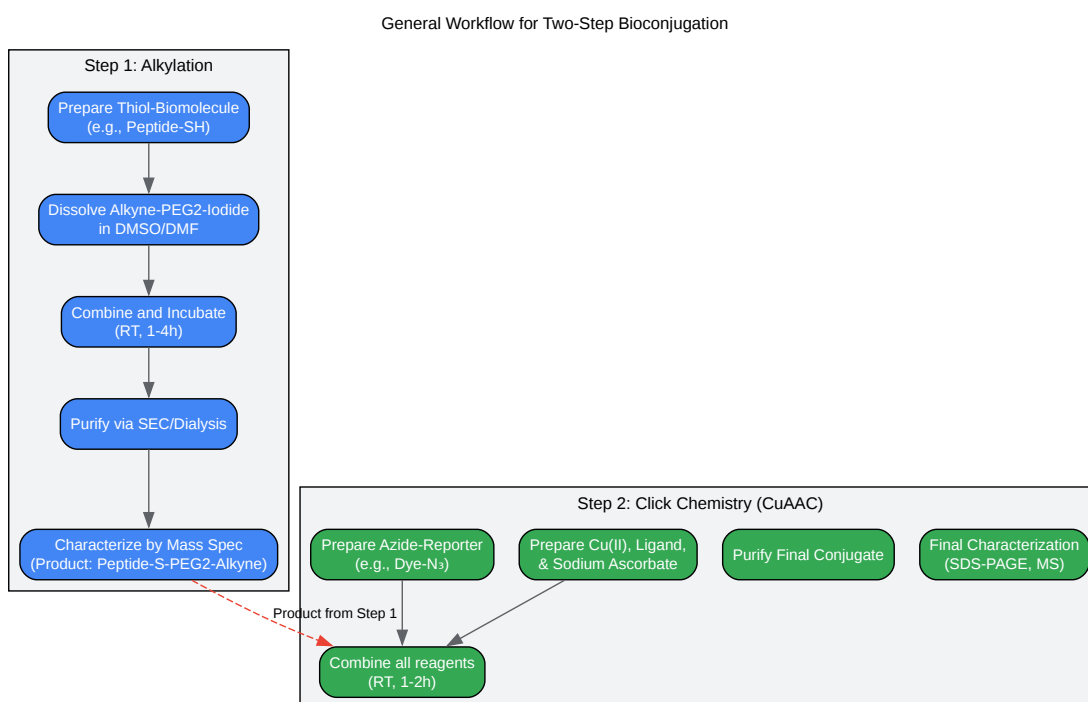 General Workflow for Two-Step Bioconjugation
Step 1: Alkylation
Prepare Thiol-Biomolecule
(e.g., Peptide-SH)
Dissolve Alkyne-PEG2-Iodide
in DMSO/DMF
Combine and Incubate
(RT, 1-4h)
Purify via SEC/Dialysis
Characterize by Mass Spec
(Product: Peptide-S-PEG2-Alkyne)
Step 2: Click Chemistry (CuAAC)
Prepare Azide-Reporter
(e.g., Dye-N₃)
Prepare Cu(II), Ligand,
& Sodium Ascorbate
Purify Final Conjugate
Final Characterization
(SDS-PAGE, MS)
Product from Step 1
Combine all reagents
(RT, 1-2h)